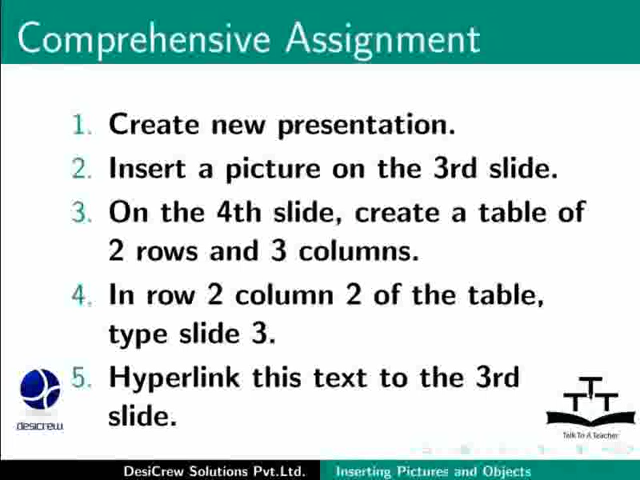 Comprehensive Assignment
1. Create new presentation.
2. Insert a picture on the 3rd slide.
3. On the 4th slide, create a table of
2 rows and 3 columns.
4. In row 2 column 2 of the table,
type slide 3.
5. Hyperlink this text to the 3rd
slide.
desicrew
TTT
Talk To A Teacher
DesiCrew Solutions Pvt.Ltd. Inserting Pictures and Objects